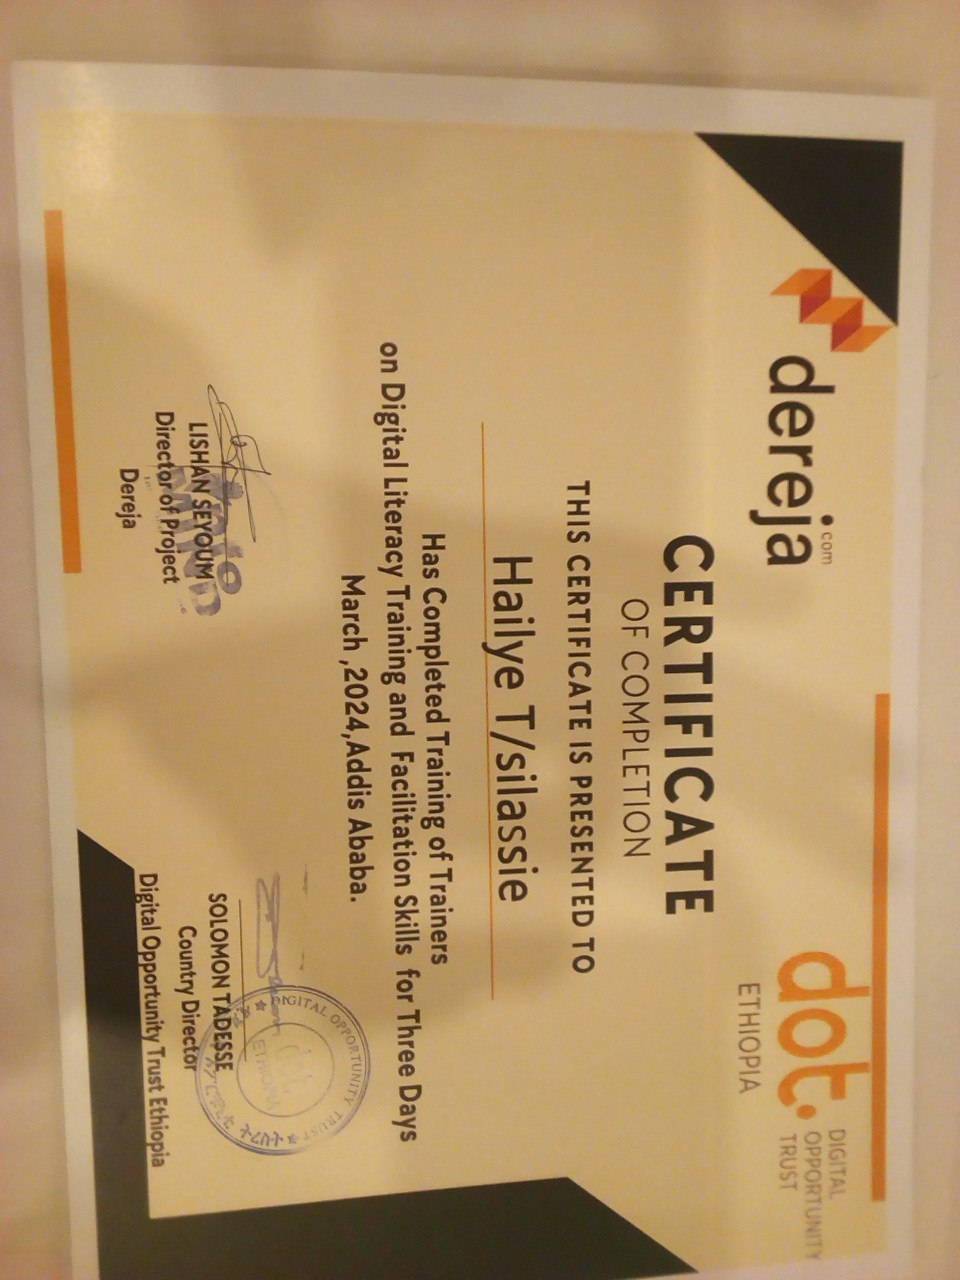 dereja
.com
dot.
DIGITAL
OPPORTUNITY
TRUST
ETHIOPIA
CERTIFICATE
OF COMPLETION
THIS CERTIFICATE IS PRESENTED TO
Hailye T/silassie
Has Completed Training of Trainers
on Digital Literacy Training and Facilitation Skills for Three Days
March ,2024,Addis Ababa.
LISHAN SEYOUM
Director of Project
Dereja
SOLOMON TADESSE
Country Director
Digital Opportunity Trust Ethiopia
DIGITAL OPPORTUNITY TRUST
dot.
ETHIOPIA